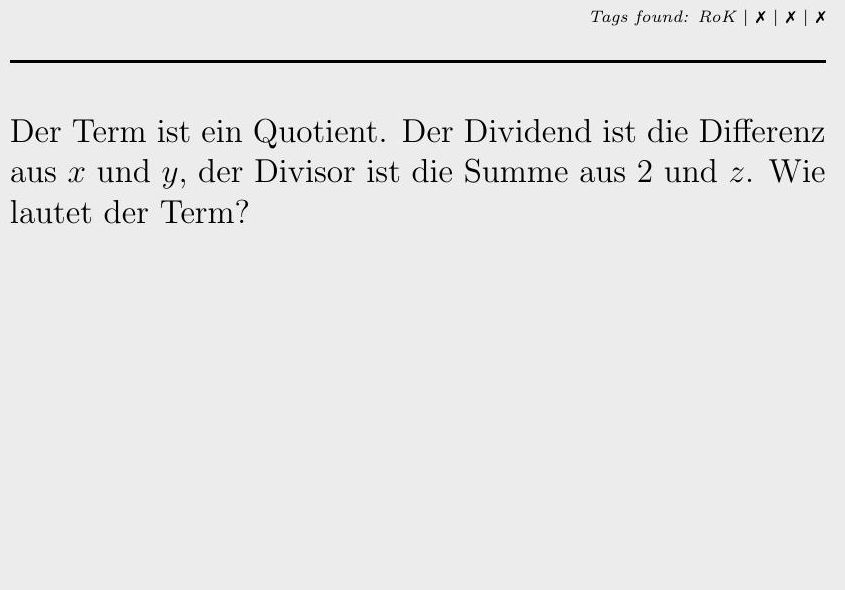 Tags found: RoK | ✗ | ✗ | ✗
Der Term ist ein Quotient. Der Dividend ist die Differenz
aus x und y, der Divisor ist die Summe aus 2 und z. Wie
lautet der Term?